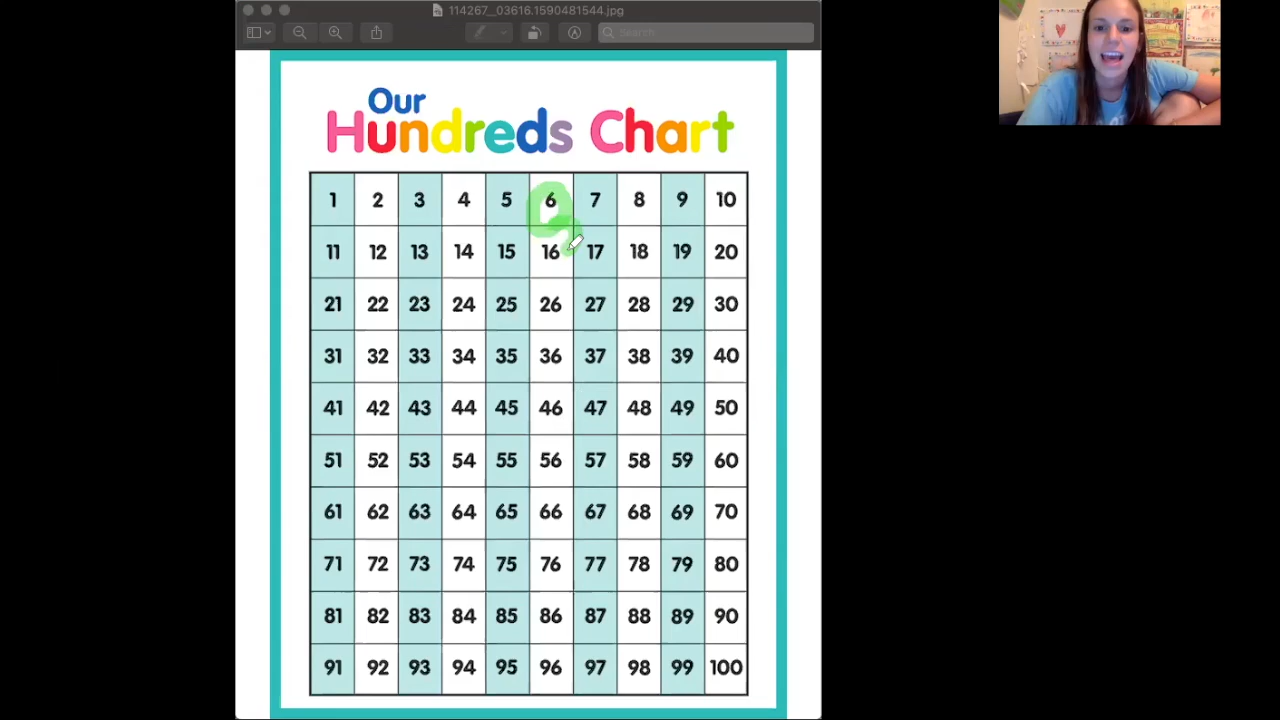 114267__03616.1590481544.jpg
Search
Our
Hundreds Chart
1 2 3 4 5 6 7 8 9 10
11 12 13 14 15 16 17 18 19 20
21 22 23 24 25 26 27 28 29 30
31 32 33 34 35 36 37 38 39 40
41 42 43 44 45 46 47 48 49 50
51 52 53 54 55 56 57 58 59 60
61 62 63 64 65 66 67 68 69 70
71 72 73 74 75 76 77 78 79 80
81 82 83 84 85 86 87 88 89 90
91 92 93 94 95 96 97 98 99 100